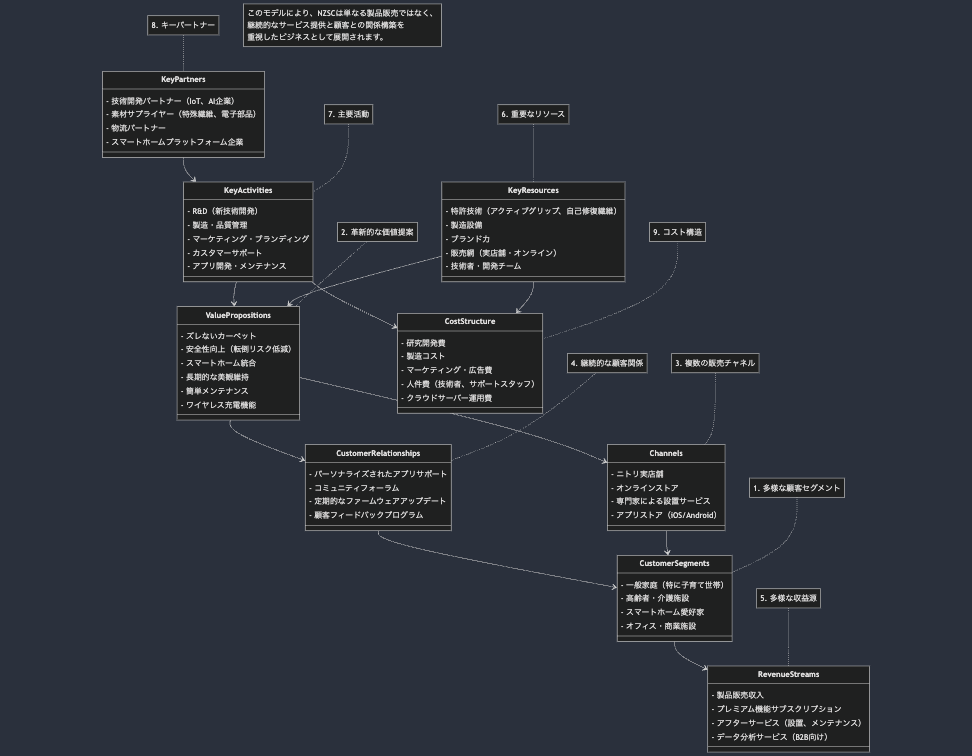 8. キーパートナー
このモデルにより、NZSCは単なる製品販売ではなく、
継続的なサービス提供と顧客との関係構築を
重視したビジネスとして展開されます。
KeyPartners
- 技術開発パートナー（IoT、AI企業）
- 素材サプライヤー（特殊繊維、電子部品）
- 物流パートナー
- スマートホームプラットフォーム企業
7. 主要活動
6. 重要なリソース
KeyActivities
- R&D（新技術開発）
- 製造・品質管理
- マーケティング・ブランディング
- カスタマーサポート
- アプリ開発・メンテナンス
KeyResources
- 特許技術（アクティブグリップ、自己修復繊維）
- 製造設備
- ブランド力
- 販売網（実店舗・オンライン）
- 技術者・開発チーム
2. 革新的な価値提案
9. コスト構造
ValuePropositions
- ズレないカーペット
- 安全性向上（転倒リスク低減）
- スマートホーム統合
- 長期的な美観維持
- 簡単メンテナンス
- ワイヤレス充電機能
CostStructure
- 研究開発費
- 製造コスト
- マーケティング・広告費
- 人件費（技術者、サポートスタッフ）
- クラウドサーバー運用費
4. 継続的な顧客関係
3. 複数の販売チャネル
CustomerRelationships
- パーソナライズされたアプリサポート
- コミュニティフォーラム
- 定期的なファームウェアアップデート
- 顧客フィードバックプログラム
Channels
- ニトリ実店舗
- オンラインストア
- 専門家による設置サービス
- アプリストア（iOS/Android）
1. 多様な顧客セグメント
CustomerSegments
- 一般家庭（特に子育て世帯）
- 高齢者・介護施設
- スマートホーム愛好家
- オフィス・商業施設
5. 多様な収益源
RevenueStreams
- 製品販売収入
- プレミアム機能サブスクリプション
- アフターサービス（設置、メンテナンス）
- データ分析サービス（B2B向け）